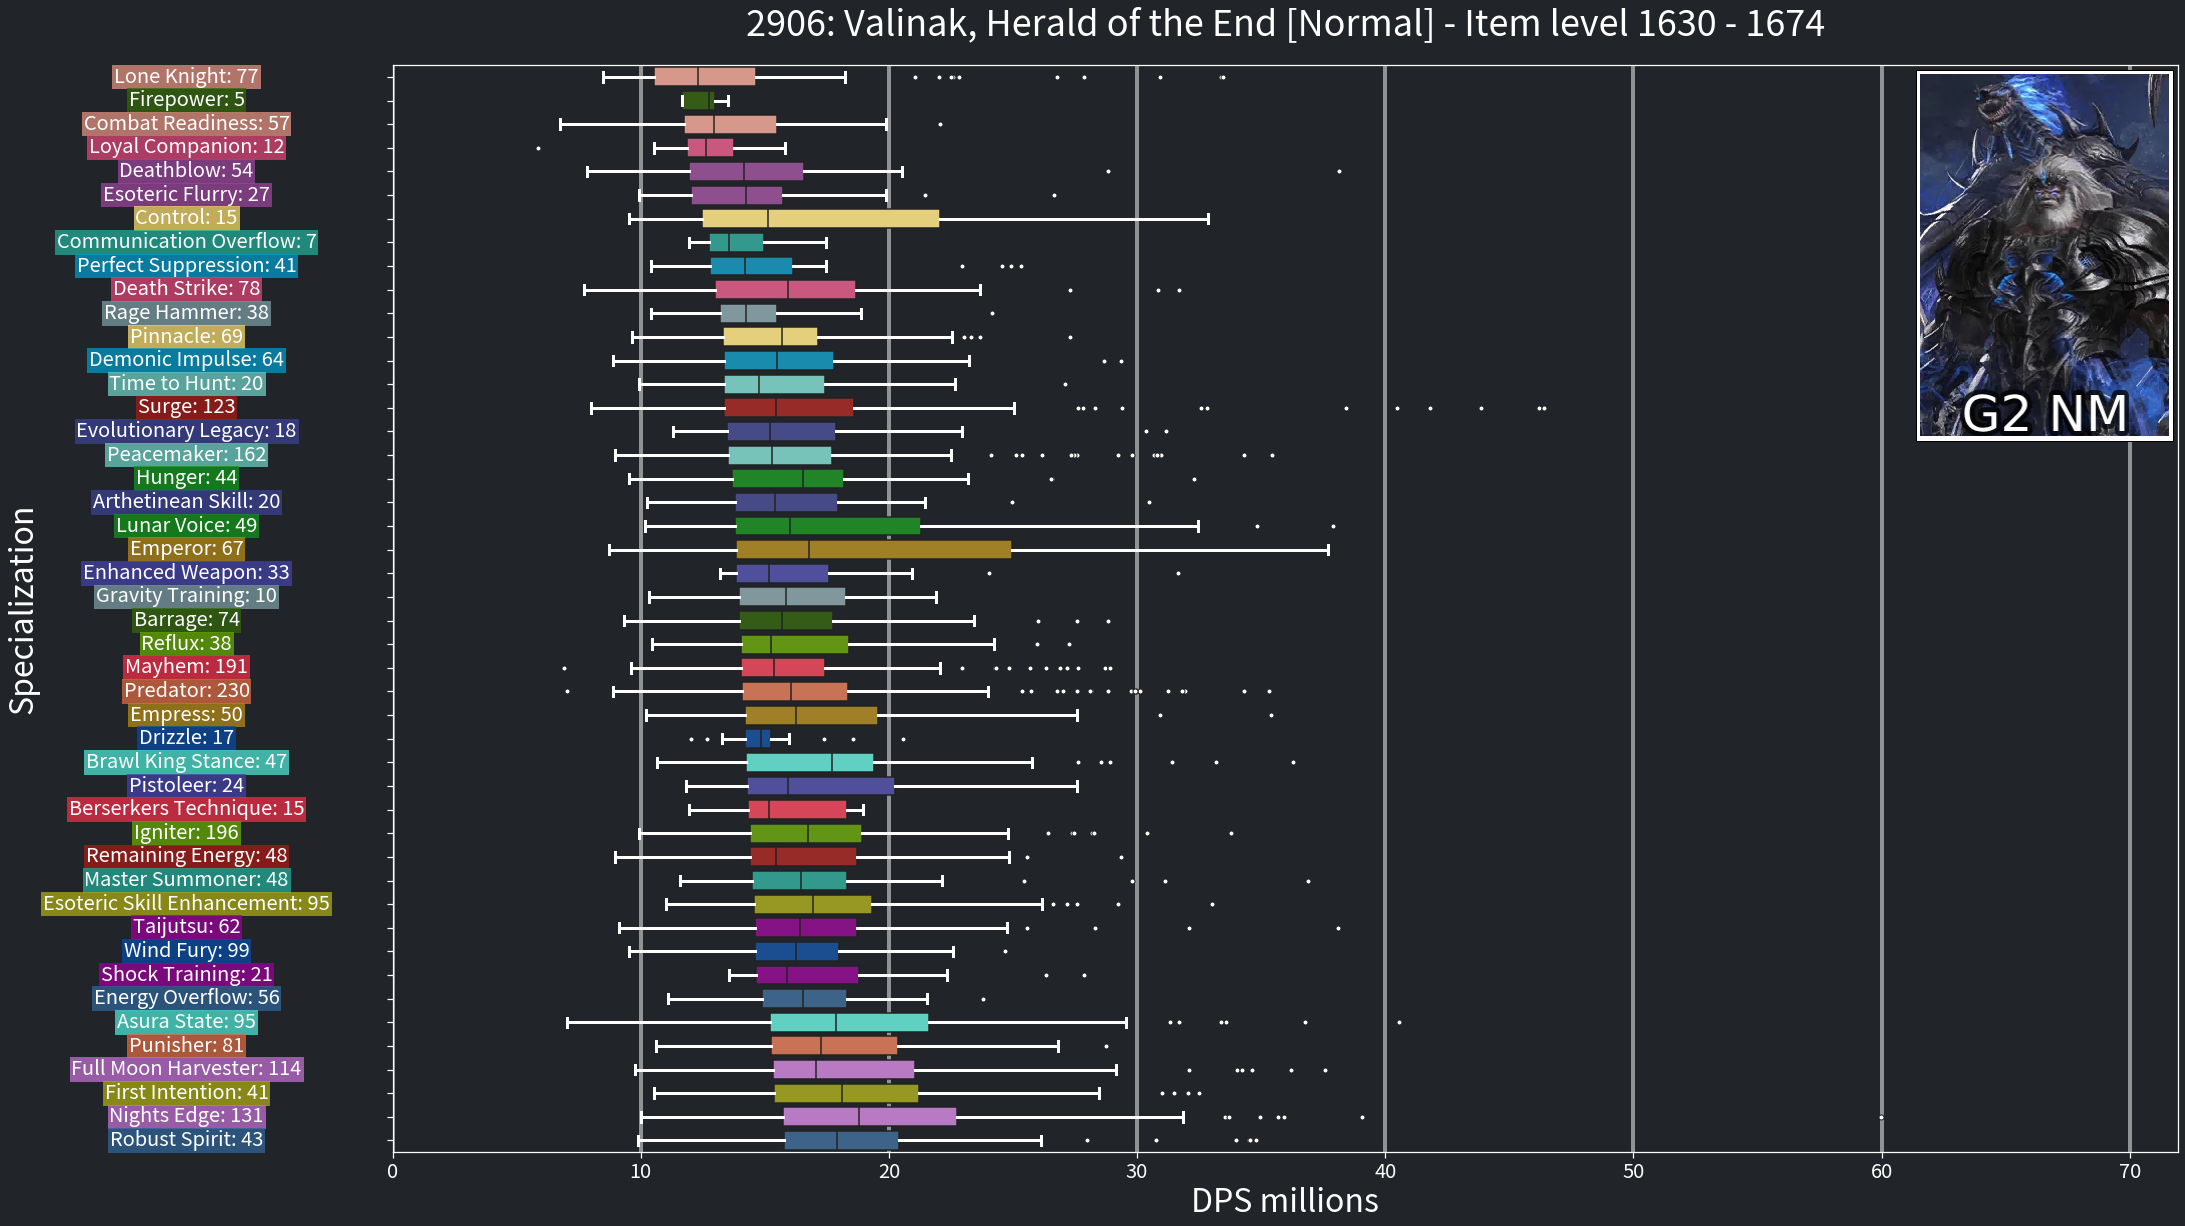 2906: Valinak, Herald of the End [Normal] - Item level 1630 - 1674
Lone Knight: 77
Firepower: 5
Combat Readiness: 57
Loyal Companion: 12
Deathblow: 54
Esoteric Flurry: 27
Control: 15
Communication Overflow: 7
Perfect Suppression: 41
Death Strike: 78
Rage Hammer: 38
Pinnacle: 69
Demonic Impulse: 64
Time to Hunt: 20
Surge: 123
Evolutionary Legacy: 18
Peacemaker: 162
Hunger: 44
Arthetinean Skill: 20
Lunar Voice: 49
Emperor: 67
Enhanced Weapon: 33
Gravity Training: 10
Barrage: 74
Reflux: 38
Mayhem: 191
Predator: 230
Empress: 50
Drizzle: 17
Brawl King Stance: 47
Pistoleer: 24
Berserkers Technique: 15
Igniter: 196
Remaining Energy: 48
Master Summoner: 48
Esoteric Skill Enhancement: 95
Taijutsu: 62
Wind Fury: 99
Shock Training: 21
Energy Overflow: 56
Asura State: 95
Punisher: 81
Full Moon Harvester: 114
First Intention: 41
Nights Edge: 131
Robust Spirit: 43
Specialization
G2 NM
0 10 20 30 40 50 60 70
DPS millions